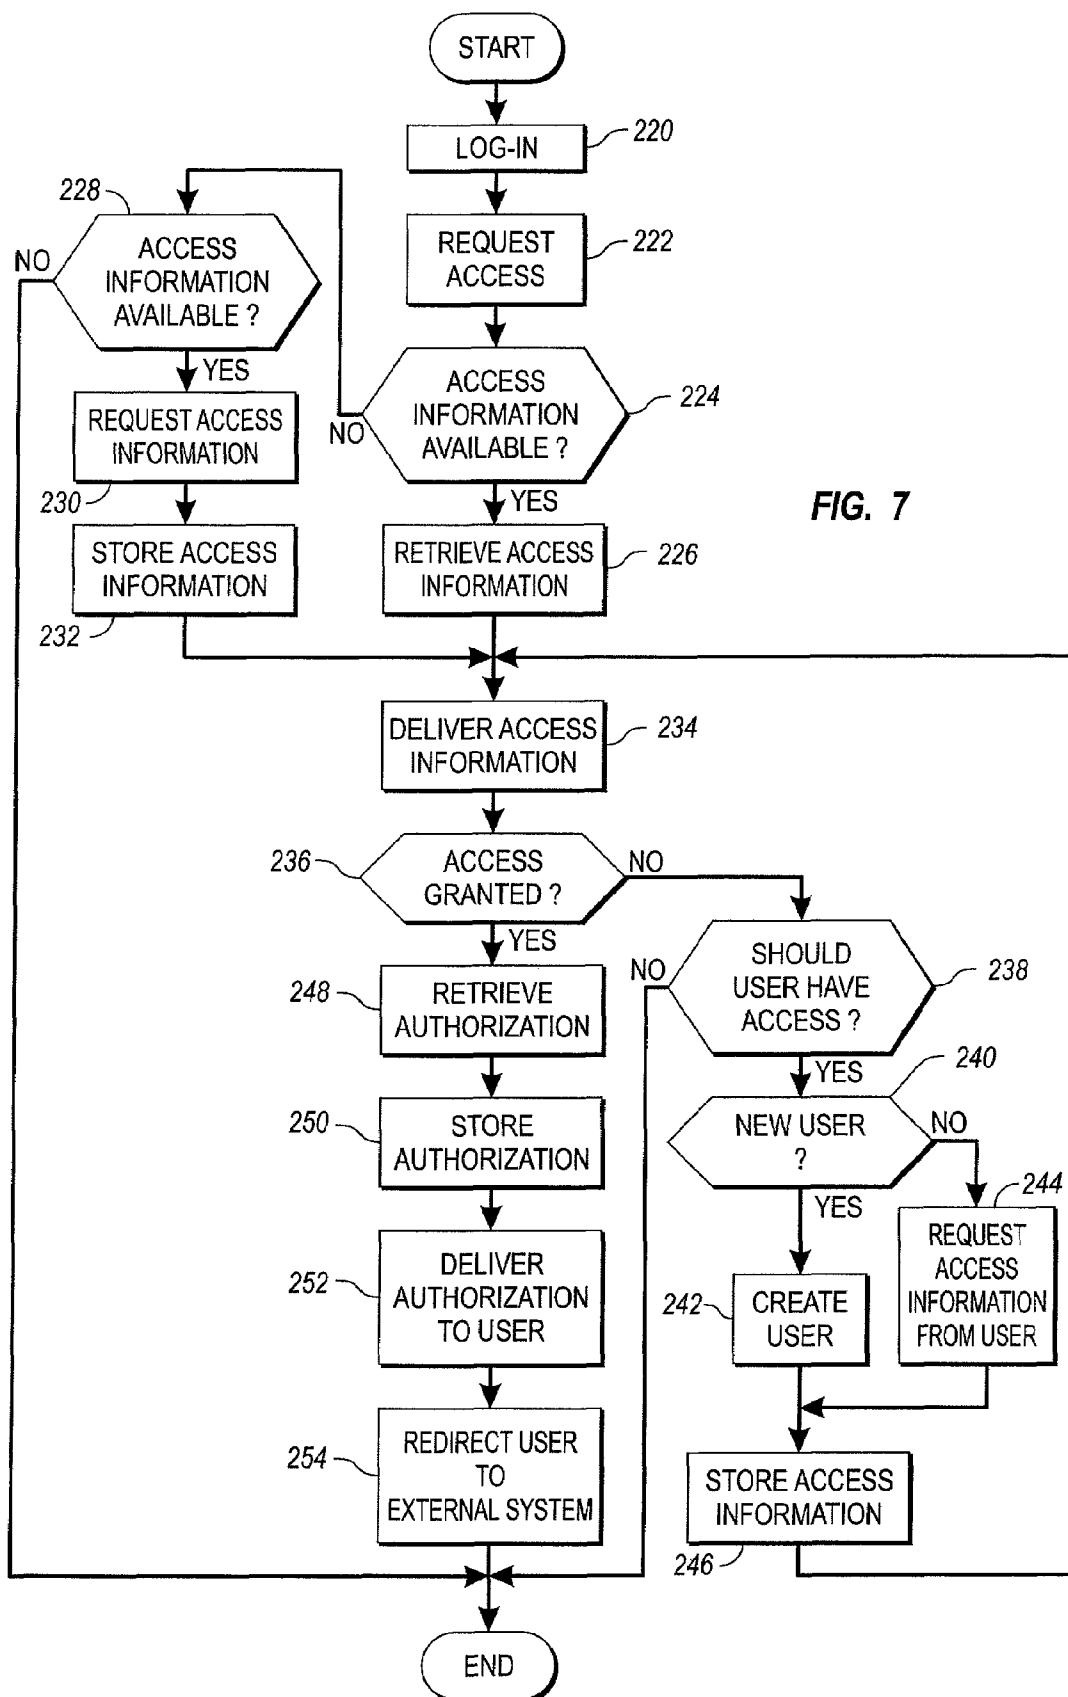 START
LOG-IN
220
228
REQUEST
ACCESS
222
NO
ACCESS
INFORMATION
AVAILABLE ?
YES
ACCESS
INFORMATION
AVAILABLE ?
224
NO
REQUEST ACCESS
INFORMATION
230
YES
FIG. 7
STORE ACCESS
INFORMATION
232
RETRIEVE ACCESS
INFORMATION
226
DELIVER ACCESS
INFORMATION
234
236
ACCESS
GRANTED ?
NO
YES
NO
SHOULD
USER HAVE
ACCESS ?
238
248
RETRIEVE
AUTHORIZATION
YES
240
250
STORE
AUTHORIZATION
NEW USER
?
NO
YES
244
REQUEST
ACCESS
INFORMATION
FROM USER
252
DELIVER
AUTHORIZATION
TO USER
242
CREATE
USER
254
REDIRECT USER
TO
EXTERNAL SYSTEM
STORE ACCESS
INFORMATION
246
END